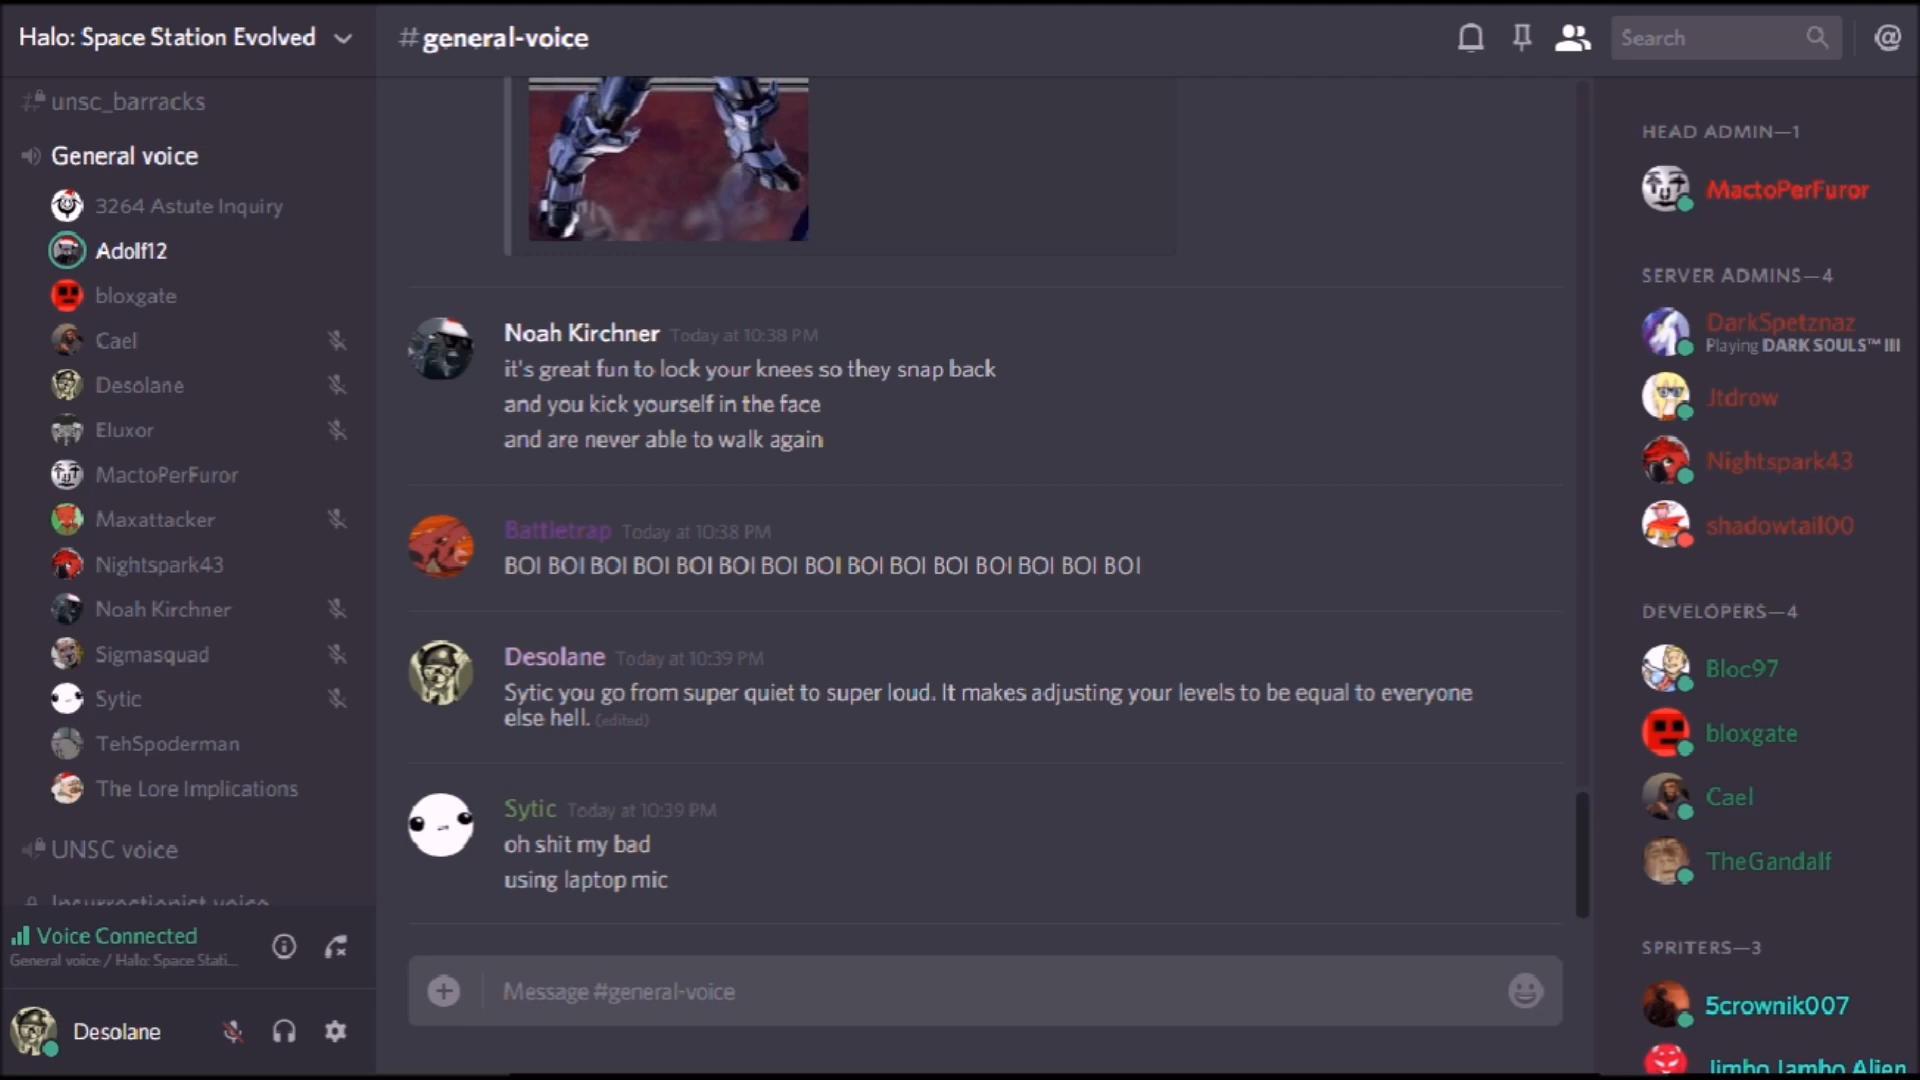 Halo: Space Station Evolved
#general-voice
Search
unsc_barracks
General voice
3264 Astute Inquiry
Adolf12
bloxgate
Cael
Desolane
Eluxor
MactoPerFuror
Maxattacker
Nightspark43
Noah Kirchner
Sigmasquad
Sytic
TehSpoderman
The Lore Implications
UNSC voice
Insurrectionist voice
Voice Connected
General voice / Halo: Space Stati...
Desolane
Noah Kirchner Today at 10:38 PM
it's great fun to lock your knees so they snap back
and you kick yourself in the face
and are never able to walk again
Battletrap Today at 10:38 PM
BOI BOI BOI BOI BOI BOI BOI BOI BOI BOI BOI BOI BOI BOI BOI
Desolane Today at 10:39 PM
Sytic you go from super quiet to super loud. It makes adjusting your levels to be equal to everyone
else hell. (edited)
Sytic Today at 10:39 PM
oh shit my bad
using laptop mic
Message #general-voice
HEAD ADMIN—1
MactoPerFuror
SERVER ADMINS—4
DarkSpetznaz
Playing DARK SOULS™ III
Jtdrow
Nightspark43
shadowtail00
DEVELOPERS—4
Bloc97
bloxgate
Cael
TheGandalf
SPRITERS—3
5crownik007
Jimbo Jambo Alien